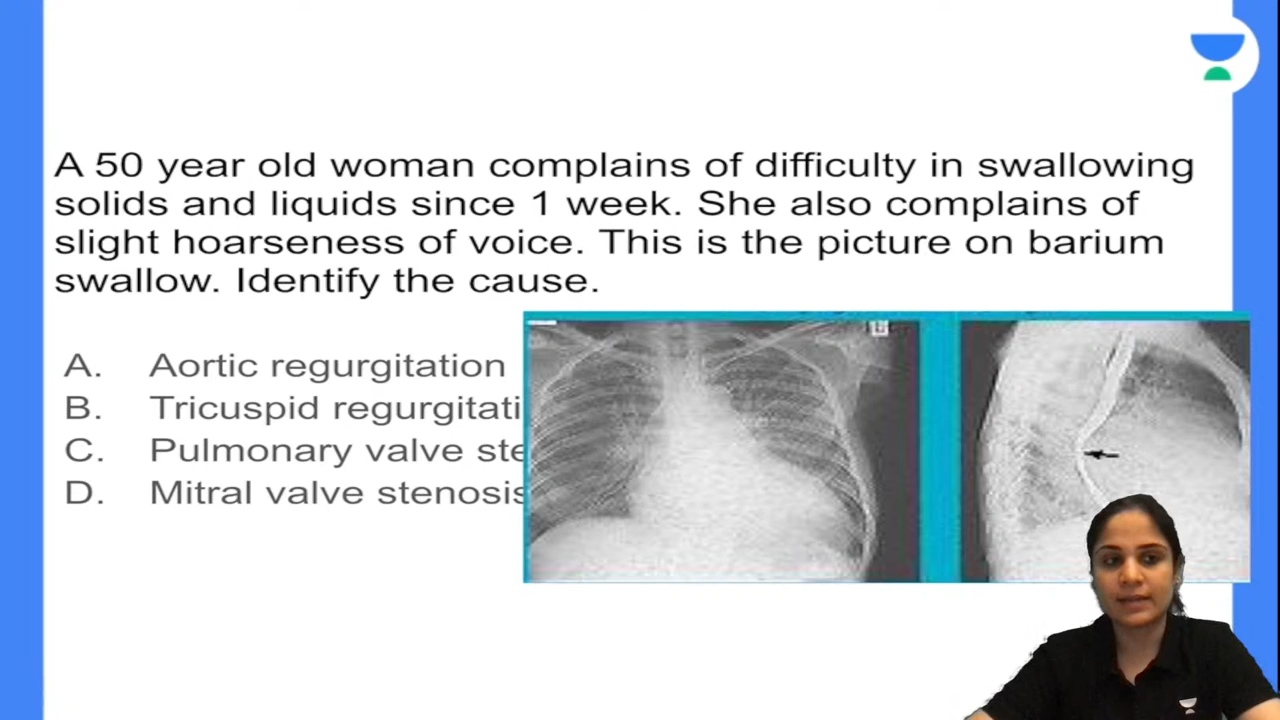 A 50 year old woman complains of difficulty in swallowing
solids and liquids since 1 week. She also complains of
slight hoarseness of voice. This is the picture on barium
swallow. Identify the cause.
A. Aortic regurgitation
B. Tricuspid regurgitati
C. Pulmonary valve ste
D. Mitral valve stenosis